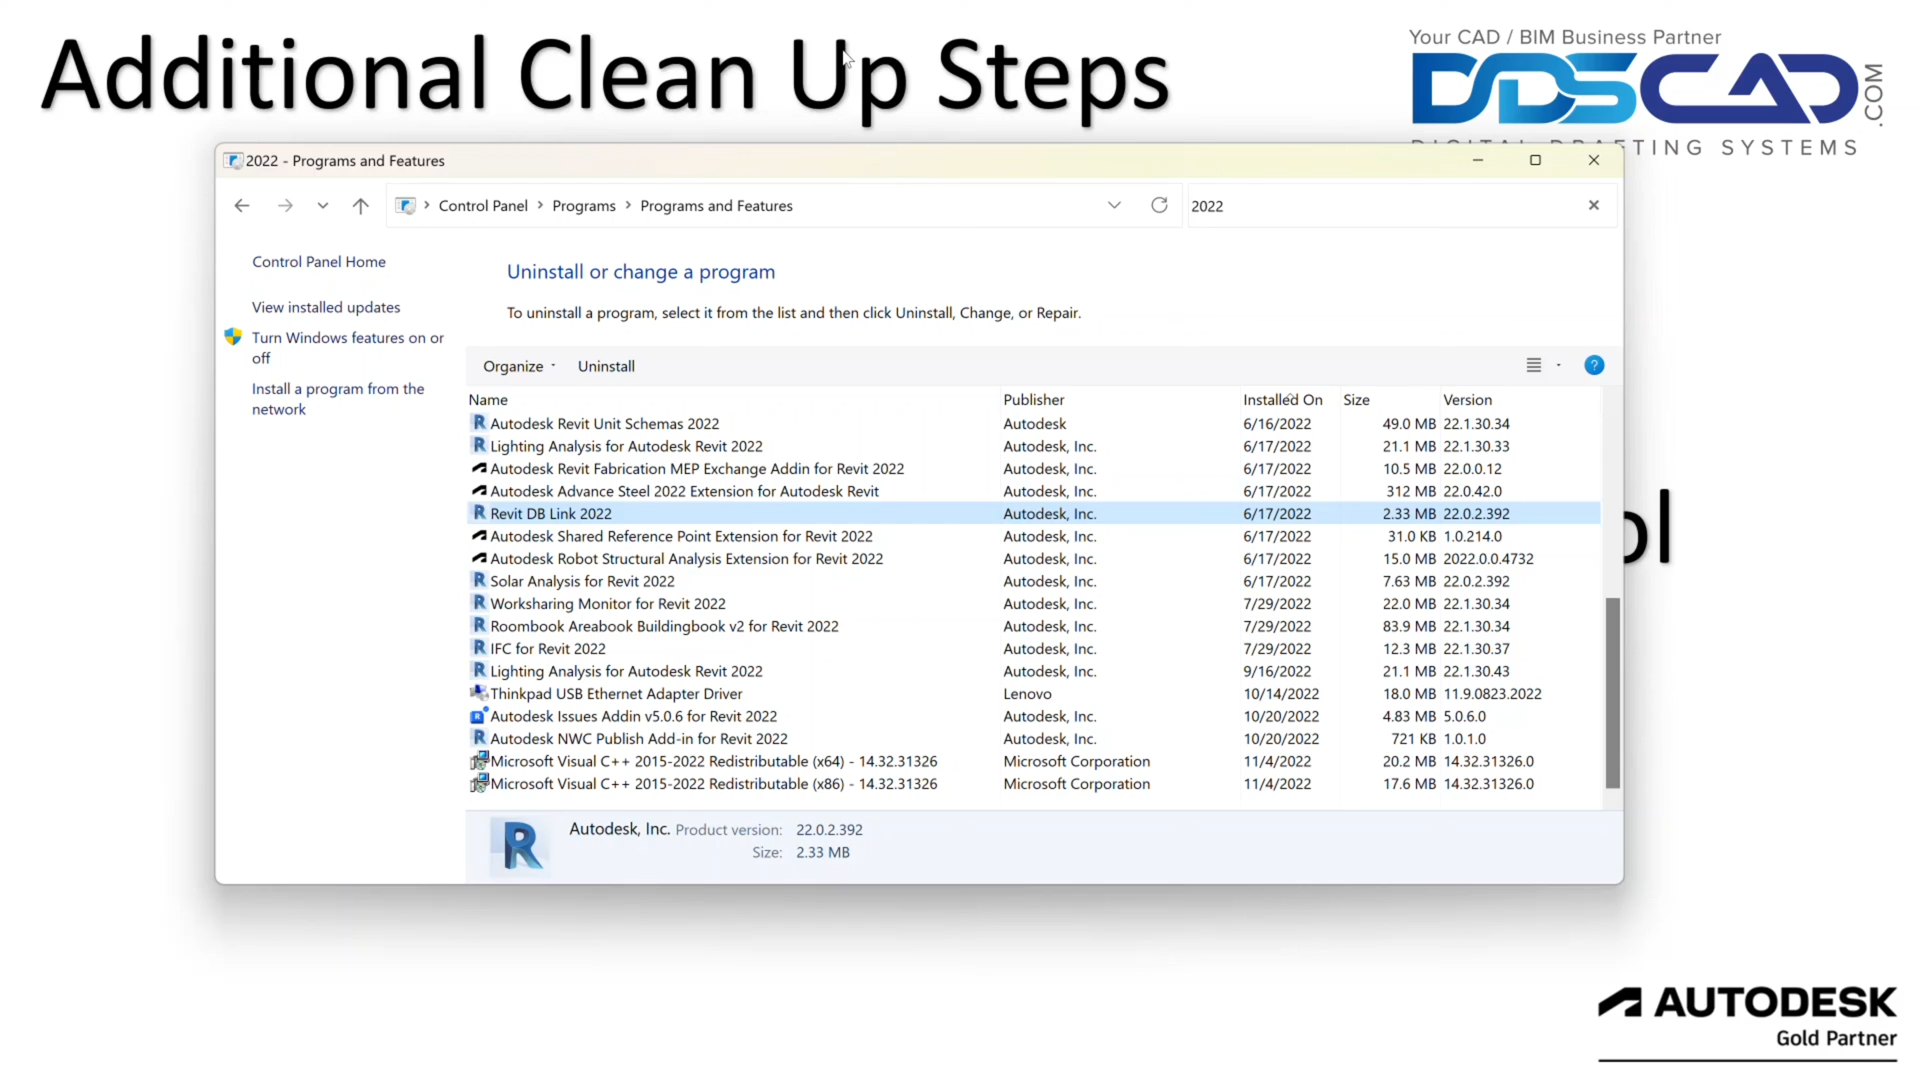 Additional Clean Up Steps
Your CAD / BIM Business Partner
DDSCAD
.COM
TING SYSTEMS
2022 - Programs and Features
Control Panel > Programs > Programs and Features
2022
Control Panel Home
View installed updates
Turn Windows features on or
off
Install a program from the
network
Uninstall or change a program
To uninstall a program, select it from the list and then click Uninstall, Change, or Repair.
Organize Uninstall
Name Publisher Installed On Size Version
Autodesk Revit Unit Schemas 2022 Autodesk 6/16/2022 49.0 MB 22.1.30.34
Lighting Analysis for Autodesk Revit 2022 Autodesk, Inc. 6/17/2022 21.1 MB 22.1.30.33
Autodesk Revit Fabrication MEP Exchange Addin for Revit 2022 Autodesk, Inc. 6/17/2022 10.5 MB 22.0.0.12
Autodesk Advance Steel 2022 Extension for Autodesk Revit Autodesk, Inc. 6/17/2022 312 MB 22.0.42.0
Revit DB Link 2022 Autodesk, Inc. 6/17/2022 2.33 MB 22.0.2.392
Autodesk Shared Reference Point Extension for Revit 2022 Autodesk, Inc. 6/17/2022 31.0 KB 1.0.214.0
Autodesk Robot Structural Analysis Extension for Revit 2022 Autodesk, Inc. 6/17/2022 15.0 MB 2022.0.0.4732
Solar Analysis for Revit 2022 Autodesk, Inc. 6/17/2022 7.63 MB 22.0.2.392
Worksharing Monitor for Revit 2022 Autodesk, Inc. 7/29/2022 22.0 MB 22.1.30.34
Roombook Areabook Buildingbook v2 for Revit 2022 Autodesk, Inc. 7/29/2022 83.9 MB 22.1.30.34
IFC for Revit 2022 Autodesk, Inc. 7/29/2022 12.3 MB 22.1.30.37
Lighting Analysis for Autodesk Revit 2022 Autodesk, Inc. 9/16/2022 21.1 MB 22.1.30.43
Thinkpad USB Ethernet Adapter Driver Lenovo 10/14/2022 18.0 MB 11.9.0823.2022
Autodesk Issues Addin v5.0.6 for Revit 2022 Autodesk, Inc. 10/20/2022 4.83 MB 5.0.6.0
Autodesk NWC Publish Add-in for Revit 2022 Autodesk, Inc. 10/20/2022 721 KB 1.0.1.0
Microsoft Visual C++ 2015-2022 Redistributable (x64) - 14.32.31326 Microsoft Corporation 11/4/2022 20.2 MB 14.32.31326.0
Microsoft Visual C++ 2015-2022 Redistributable (x86) - 14.32.31326 Microsoft Corporation 11/4/2022 17.6 MB 14.32.31326.0
ol
Autodesk, Inc. Product version: 22.0.2.392
Size: 2.33 MB
AUTODESK
Gold Partner